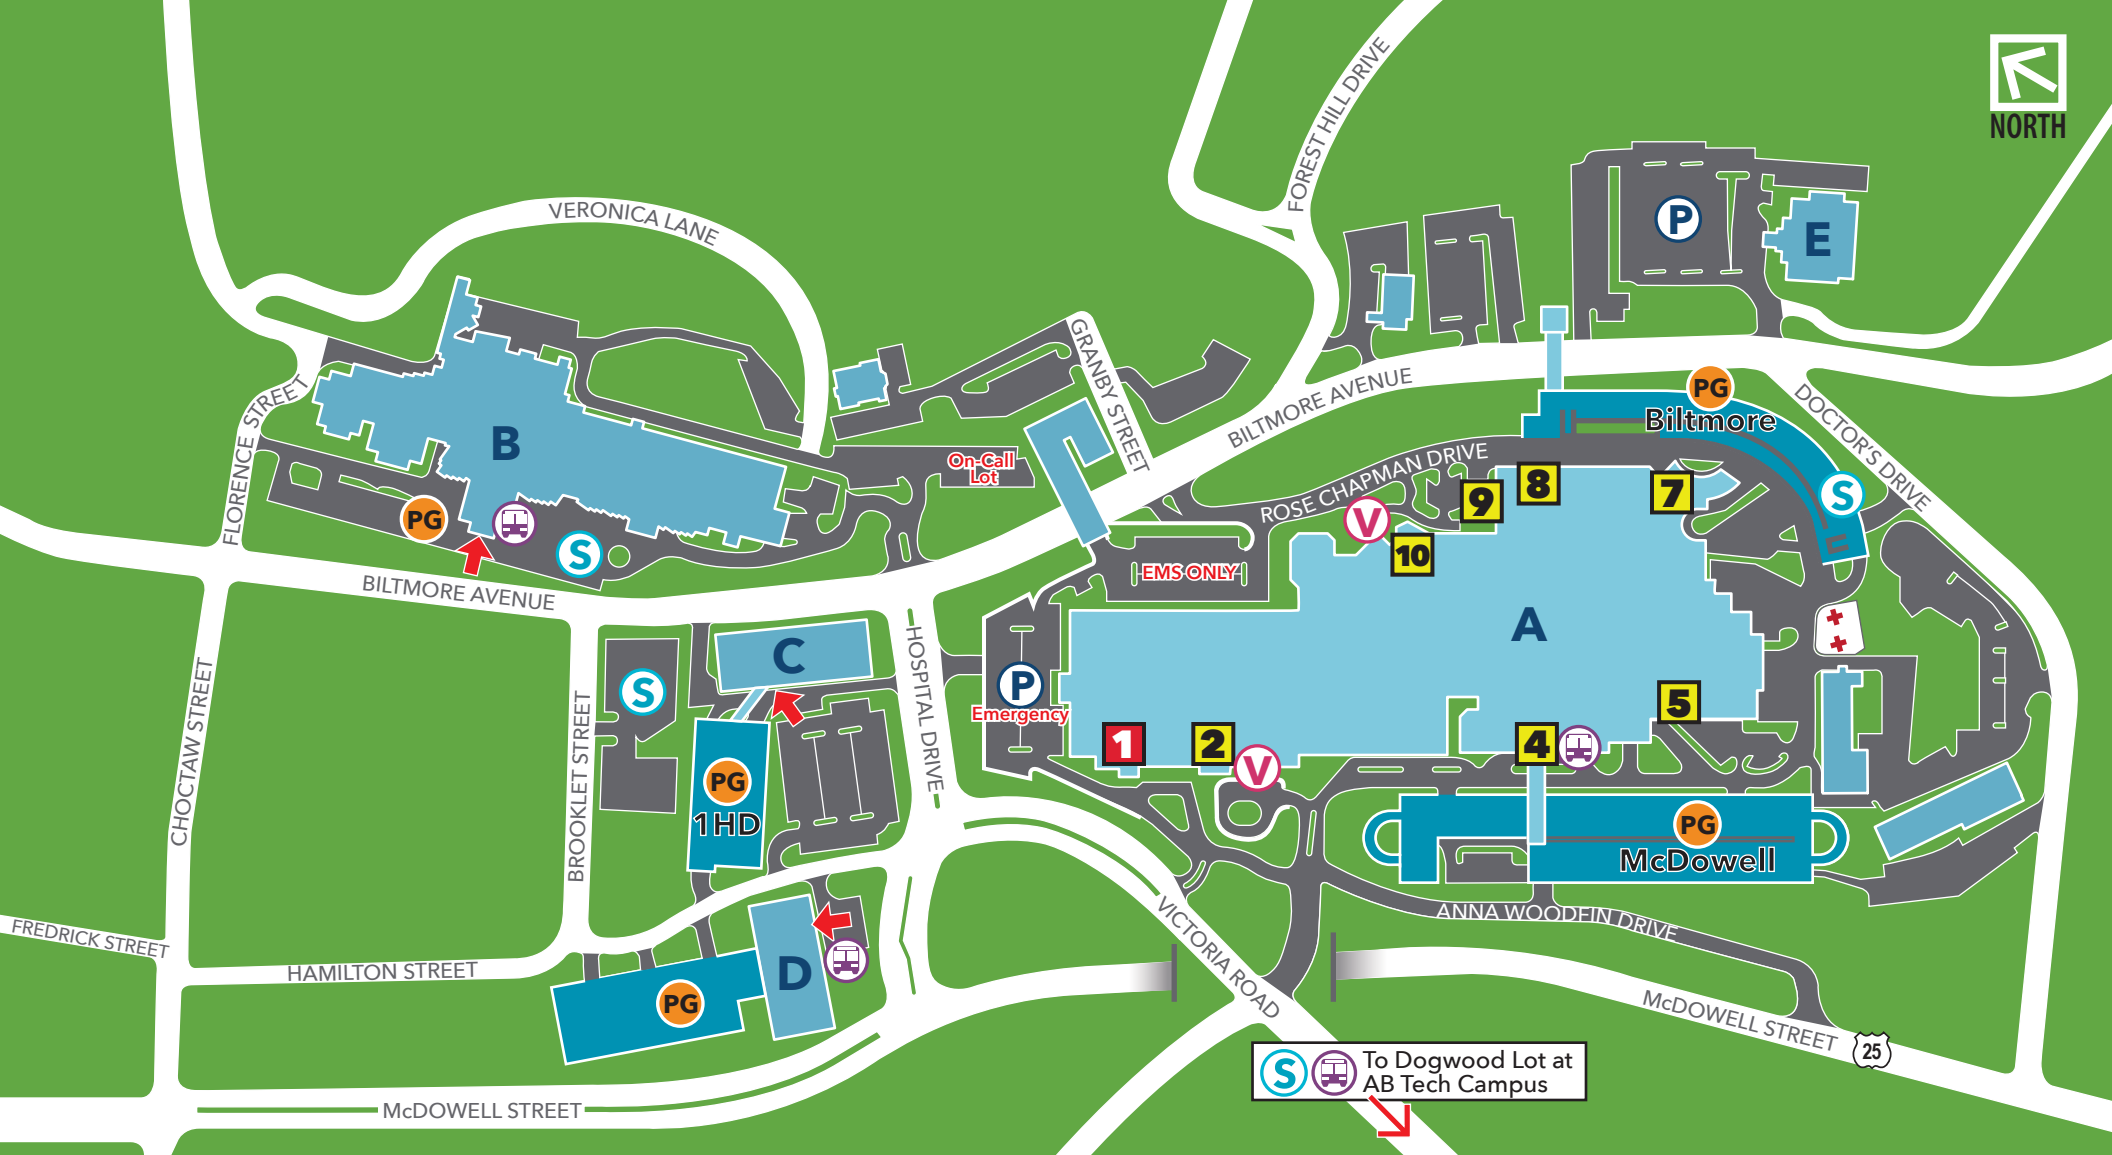 NORTH
FOREST HILL DRIVE
VERONICA LANE
P
E
GRANBY STREET
BILTMORE AVENUE
PG
Biltmore
DOCTOR'S DRIVE
FLORENCE STREET
B
On-Call
Lot
ROSE CHAPMAN DRIVE
9
8
7
S
PG
V
10
S
EMS ONLY
BILTMORE AVENUE
A
C
HOSPITAL DRIVE
P
Emergency
S
CHOCTAW STREET
BROOKLET STREET
1
2
V
4
5
PG
1HD
PG
McDowell
VICTORIA ROAD
ANNA WOODFIN DRIVE
FREDRICK STREET
HAMILTON STREET
D
PG
McDOWELL STREET
25
S
To Dogwood Lot at
AB Tech Campus
McDOWELL STREET